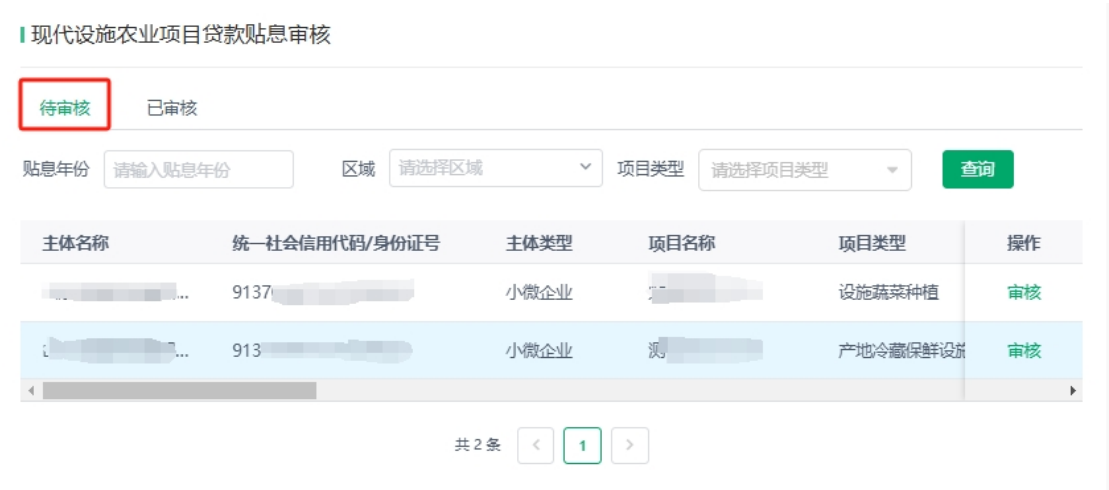 现代设施农业项目贷款贴息审核
待审核 已审核
贴息年份 请输入贴息年份 区域 请选择区域 项目类型 请选择项目类型 查询
主体名称 统一社会信用代码/身份证号 主体类型 项目名称 项目类型 操作
... 9137 小微企业 设施蔬菜种植 审核
... 913 小微企业 测 产地冷藏保鲜设施 审核
共 2 条 < 1 >